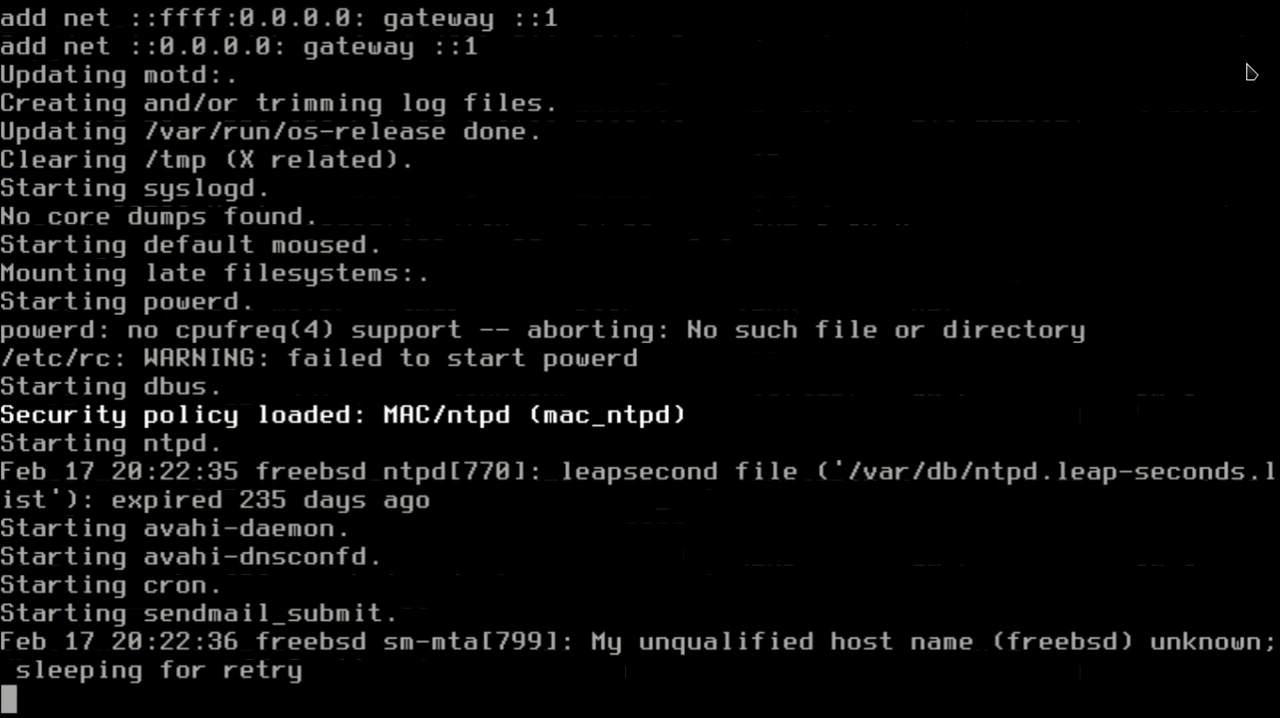 add net ::ffff:0.0.0.0: gateway ::1
add net ::0.0.0.0: gateway ::1
Updating motd:.
Creating and/or trimming log files.
Updating /var/run/os-release done.
Clearing /tmp (X related).
Starting syslogd.
No core dumps found.
Starting default moused.
Mounting late filesystems:.
Starting powerd.
powerd: no cpufreq(4) support -- aborting: No such file or directory
/etc/rc: WARNING: failed to start powerd
Starting dbus.
Security policy loaded: MAC/ntpd (mac_ntpd)
Starting ntpd.
Feb 17 20:22:35 freebsd ntpd[770]: leapsecond file ('/var/db/ntpd.leap-seconds.l
ist'): expired 235 days ago
Starting avahi-daemon.
Starting avahi-dnsconfd.
Starting cron.
Starting sendmail_submit.
Feb 17 20:22:36 freebsd sm-mta[799]: My unqualified host name (freebsd) unknown;
 sleeping for retry